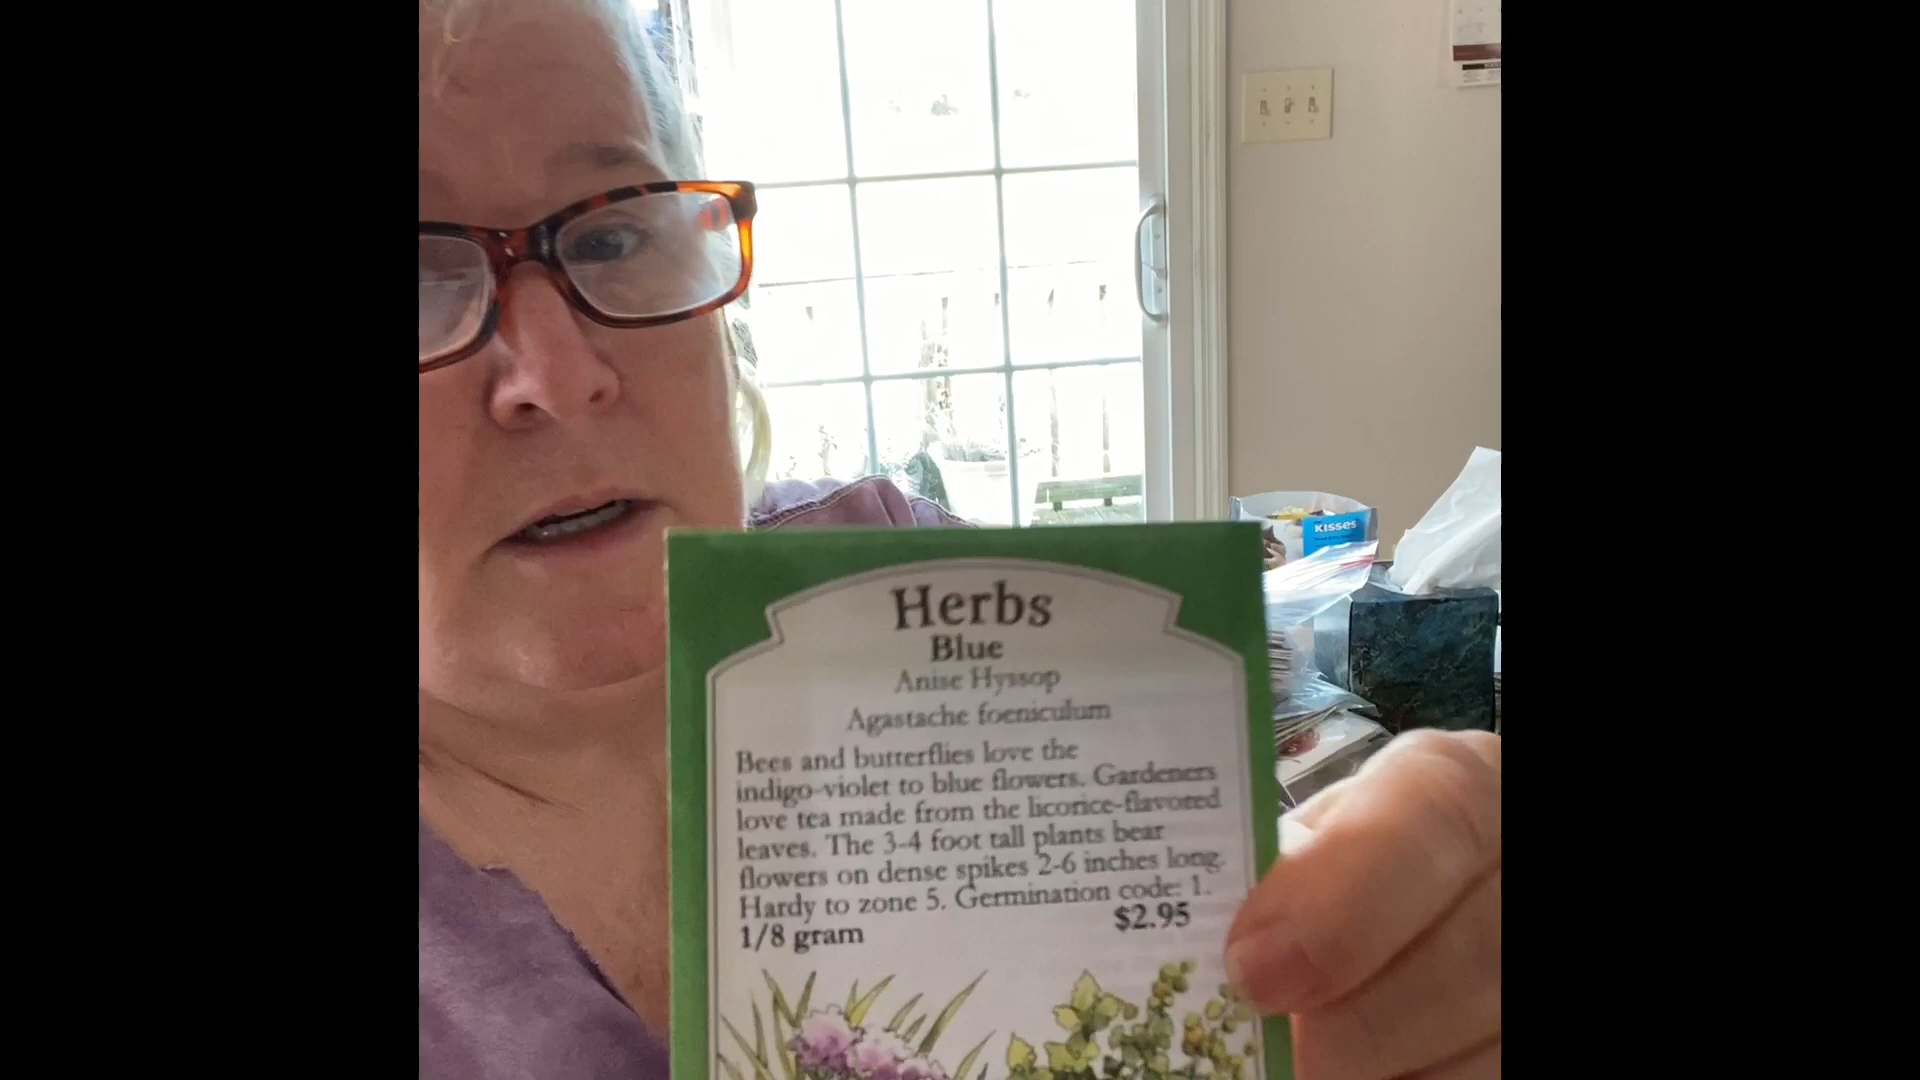 Kisses
Herbs
Blue
Anise Hyssop
Agastache foeniculum
Bees and butterflies love the
indigo-violet to blue flowers. Gardeners
love tea made from the licorice-flavored
leaves. The 3-4 foot tall plants bear
flowers on dense spikes 2-6 inches long.
Hardy to zone 5. Germination code: 1.
1/8 gram $2.95